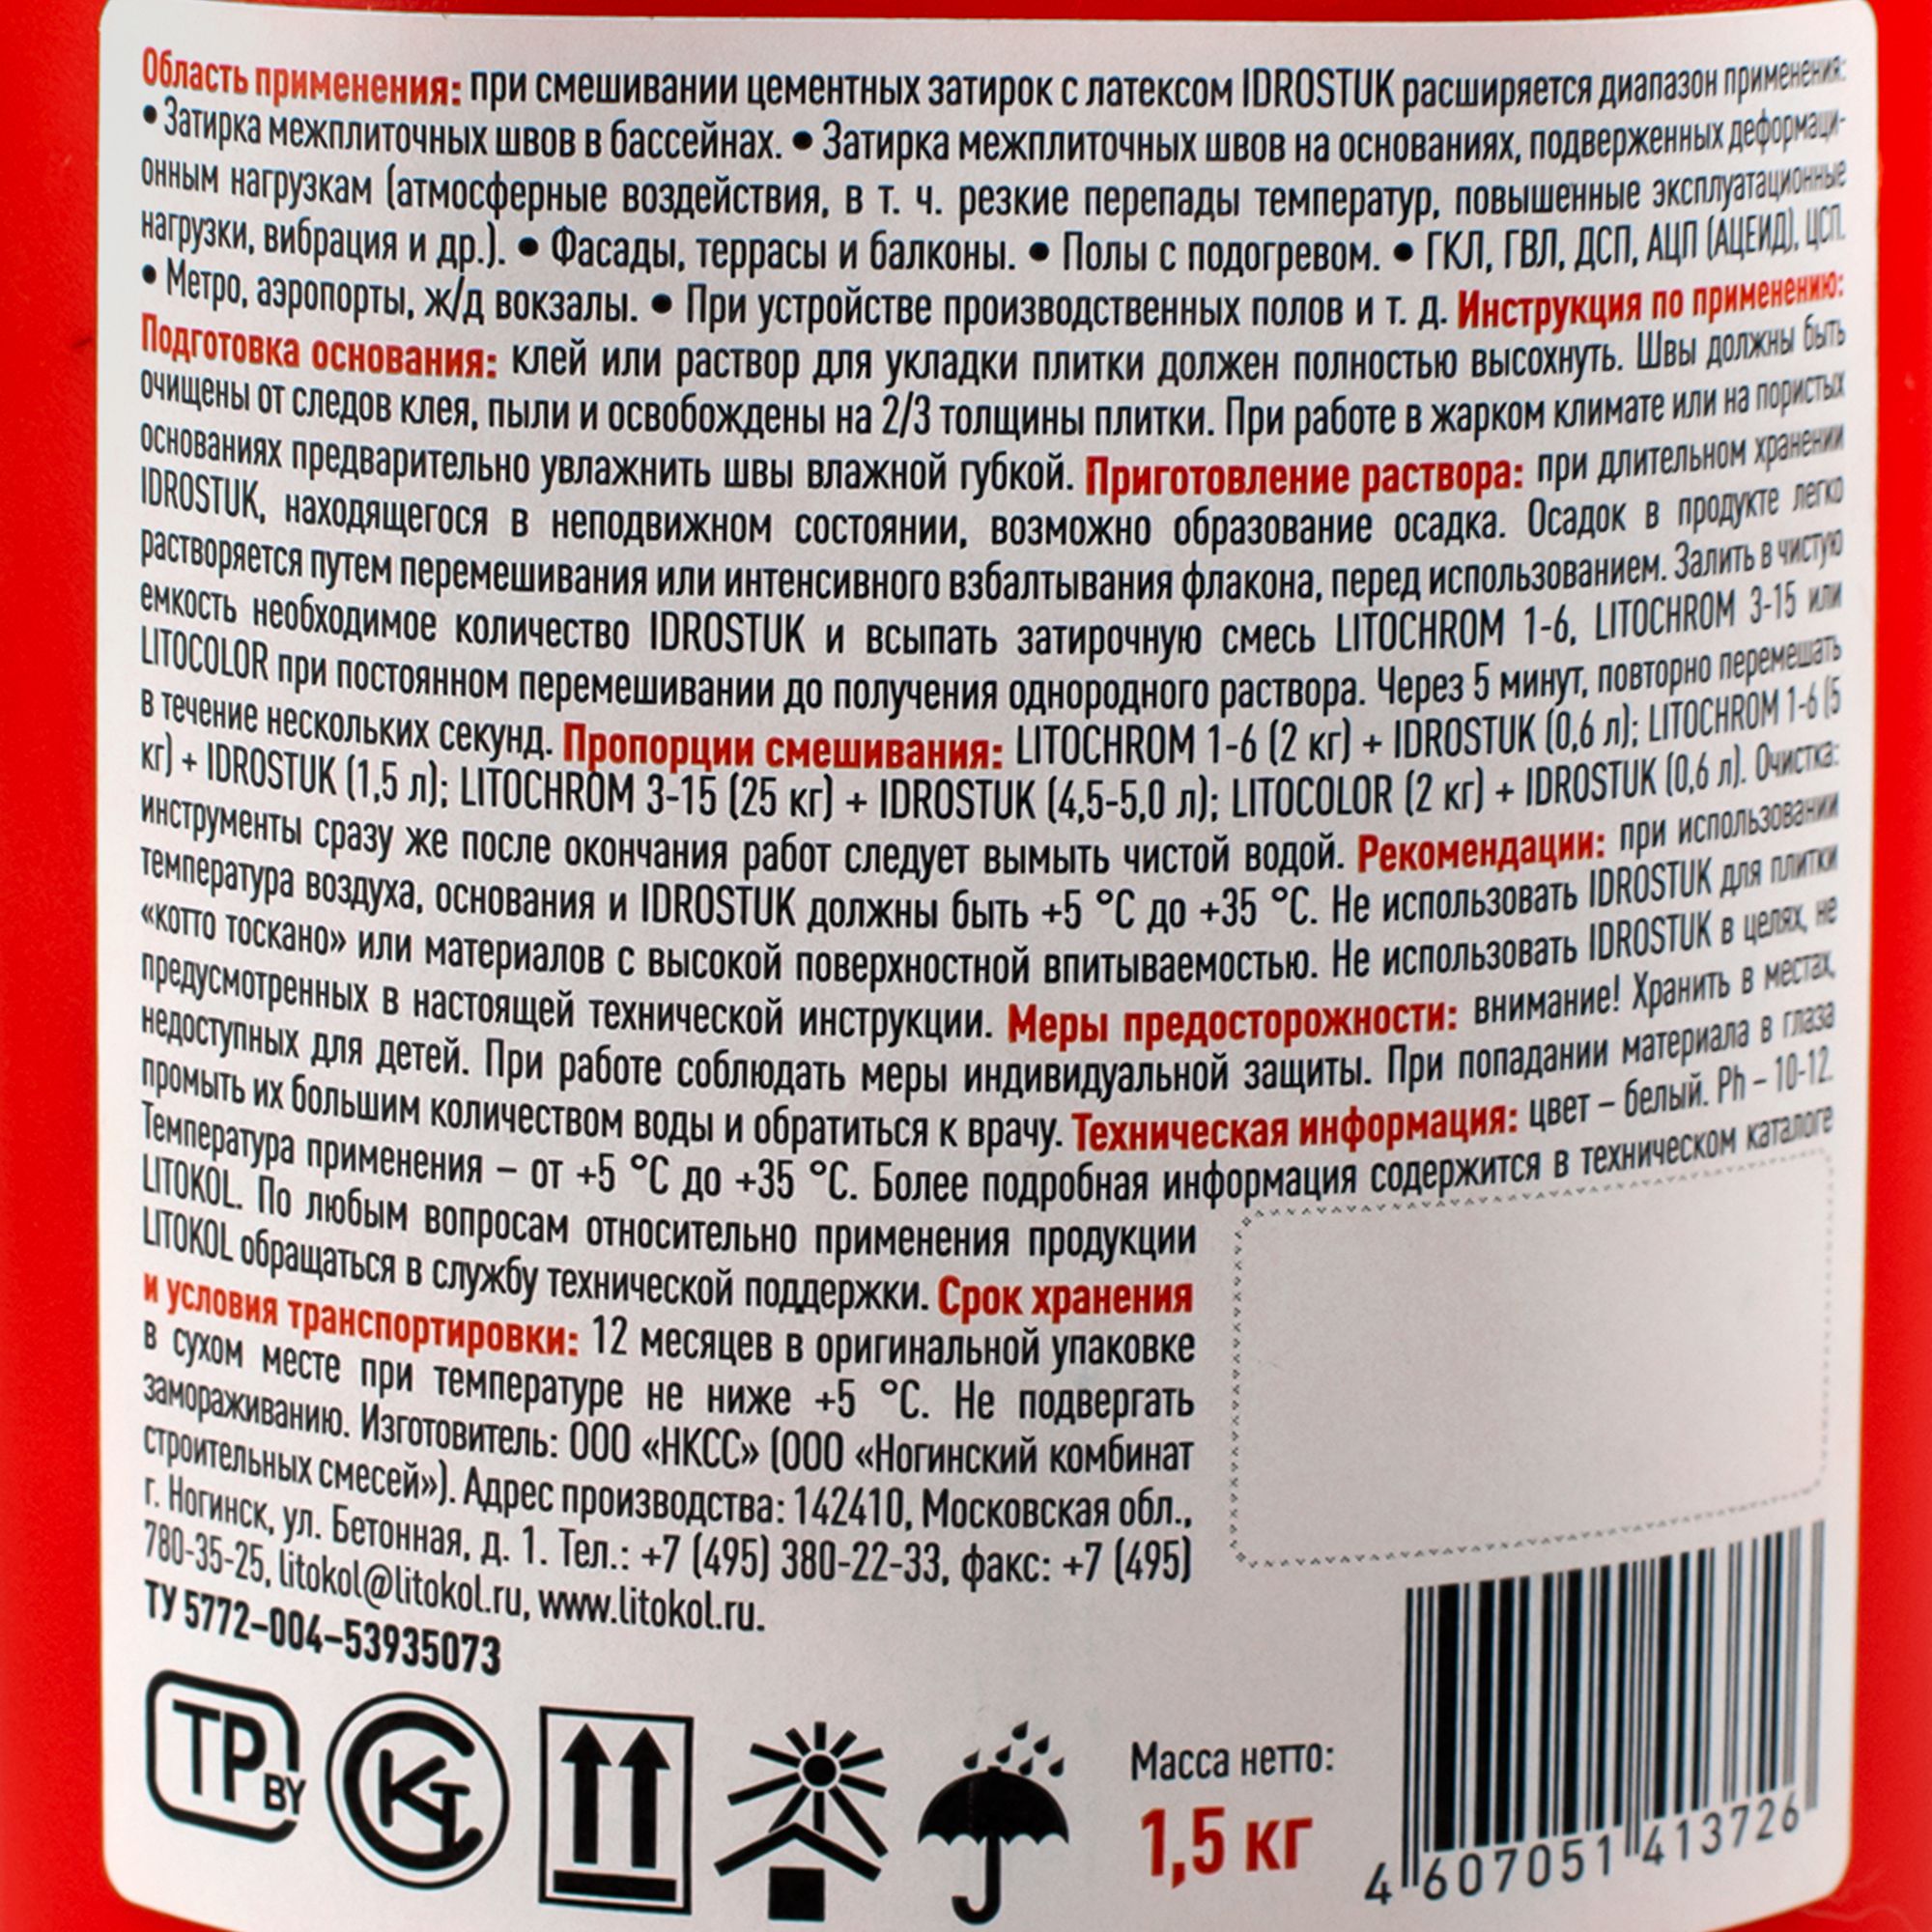 Область применения: при смешивании цементных затирок с латексом IDROSTUK расширяется диапазон применения:
• Затирка межплиточных швов в бассейнах. • Затирка межплиточных швов на основаниях, подверженных деформаци-
онным нагрузкам (атмосферные воздействия, в т. ч. резкие перепады температур, повышенные эксплуатационные
нагрузки, вибрация и др.). • Фасады, террасы и балконы. • Полы с подогревом. • ГКЛ, ГВЛ, ДСП, АЦП (АЦЕИД), ЦСП.
• Метро, аэропорты, ж/д вокзалы. • При устройстве производственных полов и т. д. Инструкция по применению:
Подготовка основания: клей или раствор для укладки плитки должен полностью высохнуть. Швы должны быть
очищены от следов клея, пыли и освобождены на 2/3 толщины плитки. При работе в жарком климате или на пористых
основаниях предварительно увлажнить швы влажной губкой. Приготовление раствора: при длительном хранении
IDROSTUK, находящегося в неподвижном состоянии, возможно образование осадка. Осадок в продукте легко
растворяется путем перемешивания или интенсивного взбалтывания флакона, перед использованием. Залить в чистую
емкость необходимое количество IDROSTUK и всыпать затирочную смесь LITOCHROM 1-6, LITOCHROM 3-15 или
LITOCOLOR при постоянном перемешивании до получения однородного раствора. Через 5 минут, повторно перемешать
в течение нескольких секунд. Пропорции смешивания: LITOCHROM 1-6 (2 кг) + IDROSTUK (0,6 л); LITOCHROM 1-6 (5
кг) + IDROSTUK (1,5 л); LITOCHROM 3-15 (25 кг) + IDROSTUK (4,5-5,0 л); LITOCOLOR (2 кг) + IDROSTUK (0,6 л). Очистка:
инструменты сразу же после окончания работ следует вымыть чистой водой. Рекомендации: при использовании
температура воздуха, основания и IDROSTUK должны быть +5 °C до +35 °C. Не использовать IDROSTUK для плитки
«котто тоскано» или материалов с высокой поверхностной впитываемостью. Не использовать IDROSTUK в целях, не
предусмотренных в настоящей технической инструкции. Меры предосторожности: внимание! Хранить в местах,
недоступных для детей. При работе соблюдать меры индивидуальной защиты. При попадании материала в глаза
промыть их большим количеством воды и обратиться к врачу. Техническая информация: цвет – белый. Ph – 10-12.
Температура применения – от +5 °C до +35 °C. Более подробная информация содержится в техническом каталоге
LITOKOL. По любым вопросам относительно применения продукции
LITOKOL обращаться в службу технической поддержки. Срок хранения
и условия транспортировки: 12 месяцев в оригинальной упаковке
в сухом месте при температуре не ниже +5 °C. Не подвергать
замораживанию. Изготовитель: ООО «НКСС» (ООО «Ногинский комбинат
строительных смесей»). Адрес производства: 142410, Московская обл.,
г. Ногинск, ул. Бетонная, д. 1. Тел.: +7 (495) 380-22-33, факс: +7 (495)
780-35-25, litokol@litokol.ru, www.litokol.ru.
ТУ 5772–004–53935073
TP BY
Масса нетто:
1,5 кг
4 607051 413726